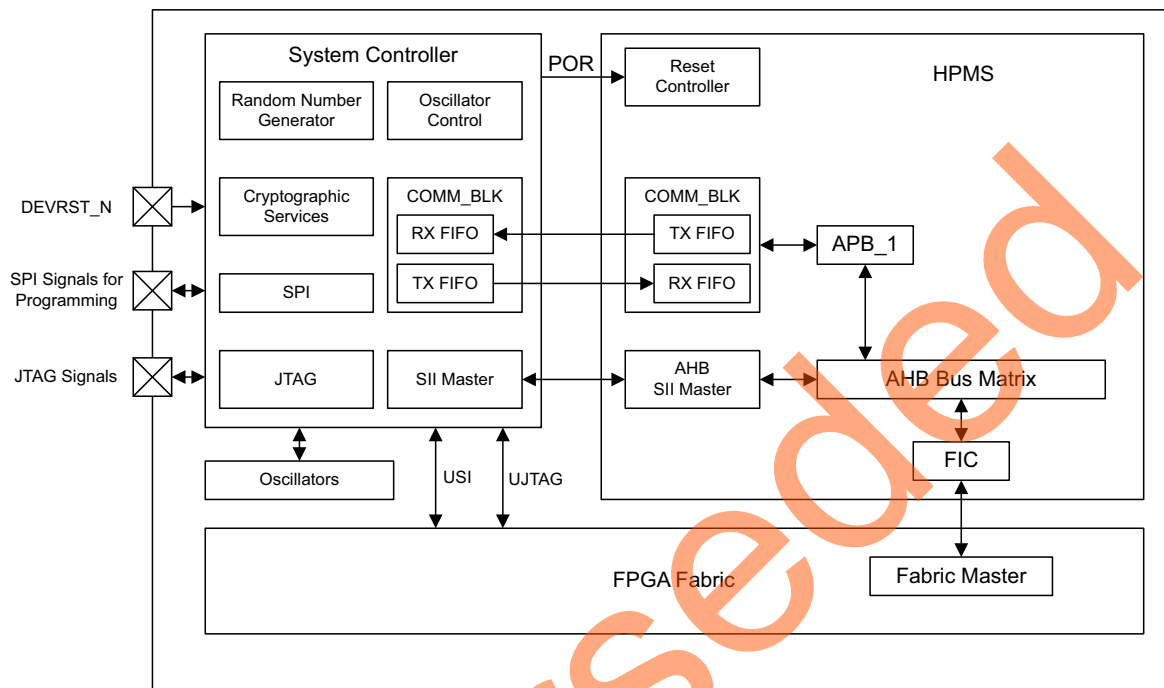 System Controller
POR
Reset
Controller
HPMS
Random Number
Generator
Oscillator
Control
DEVRST_N
Cryptographic
Services
COMM_BLK
RX FIFO
TX FIFO
COMM_BLK
TX FIFO
RX FIFO
APB_1
SPI Signals for
Programming
SPI
JTAG Signals
JTAG
SII Master
AHB
SII Master
AHB Bus Matrix
FIC
Oscillators
USI
UJTAG
FPGA Fabric
Fabric Master